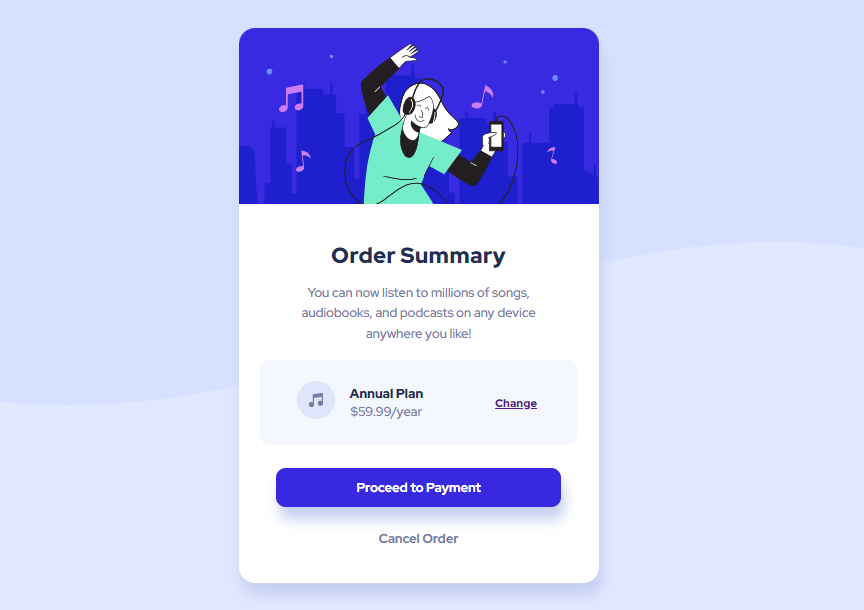 Order Summary
You can now listen to millions of songs,
audiobooks, and podcasts on any device
anywhere you like!
Annual Plan
$59.99/year
Change
Proceed to Payment
Cancel Order